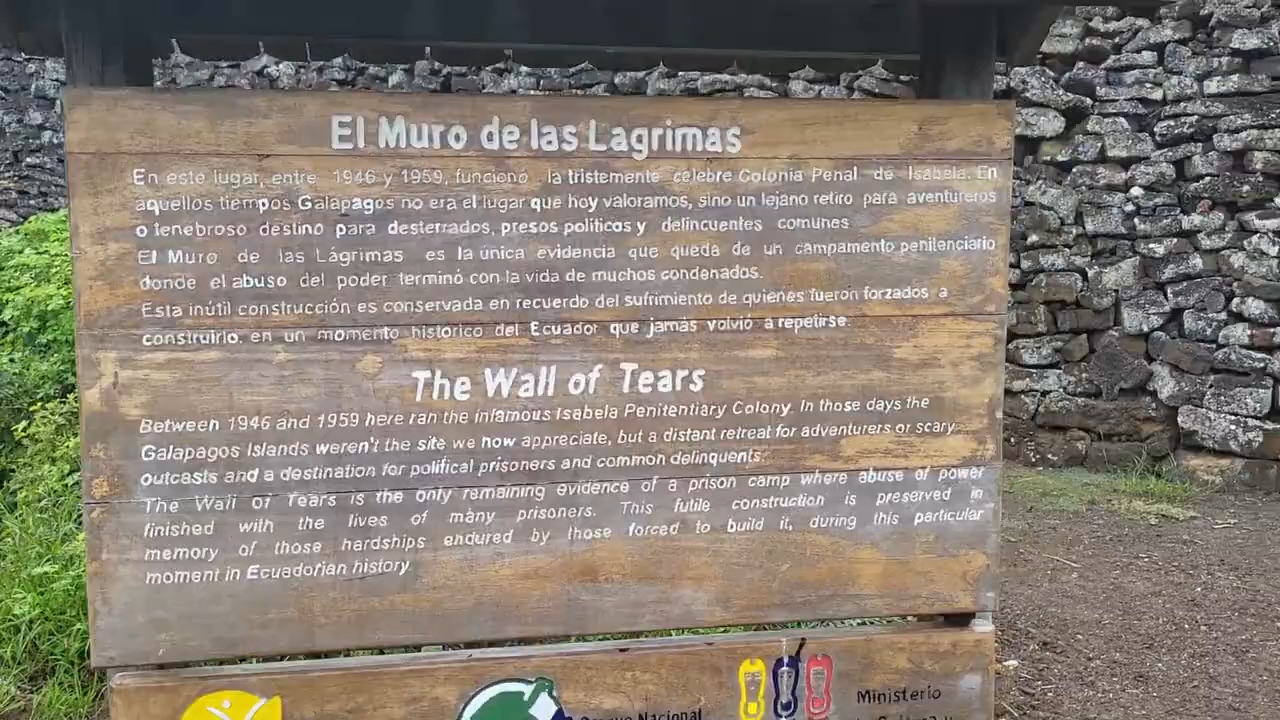 El Muro de las Lagrimas
En este lugar, entre 1946 y 1959, funcionó la tristemente célebre Colonia Penal de Isabela. En
aquellos tiempos Galápagos no era el lugar que hoy valoramos, sino un lejano retiro para aventureros
o tenebroso destino para desterrados, presos políticos y delincuentes comunes
El Muro de las Lágrimas es la única evidencia que queda de un campamento penitenciario
donde el abuso del poder terminó con la vida de muchos condenados.
Esta inútil construcción es conservada en recuerdo del sufrimiento de quienes fueron forzados a
construirlo, en un momento histórico del Ecuador que jamás volvió a repetirse.
The Wall of Tears
Between 1946 and 1959 here ran the infamous Isabela Penitentiary Colony. In those days the
Galapagos Islands weren't the site we now appreciate, but a distant retreat for adventurers or scary
outcasts and a destination for political prisoners and common delinquents.
The Wall of Tears is the only remaining evidence of a prison camp where abuse of power
finished with the lives of many prisoners. This futile construction is preserved in
memory of those hardships endured by those forced to build it, during this particular
moment in Ecuadorian history.
Parque Nacional
Ministerio